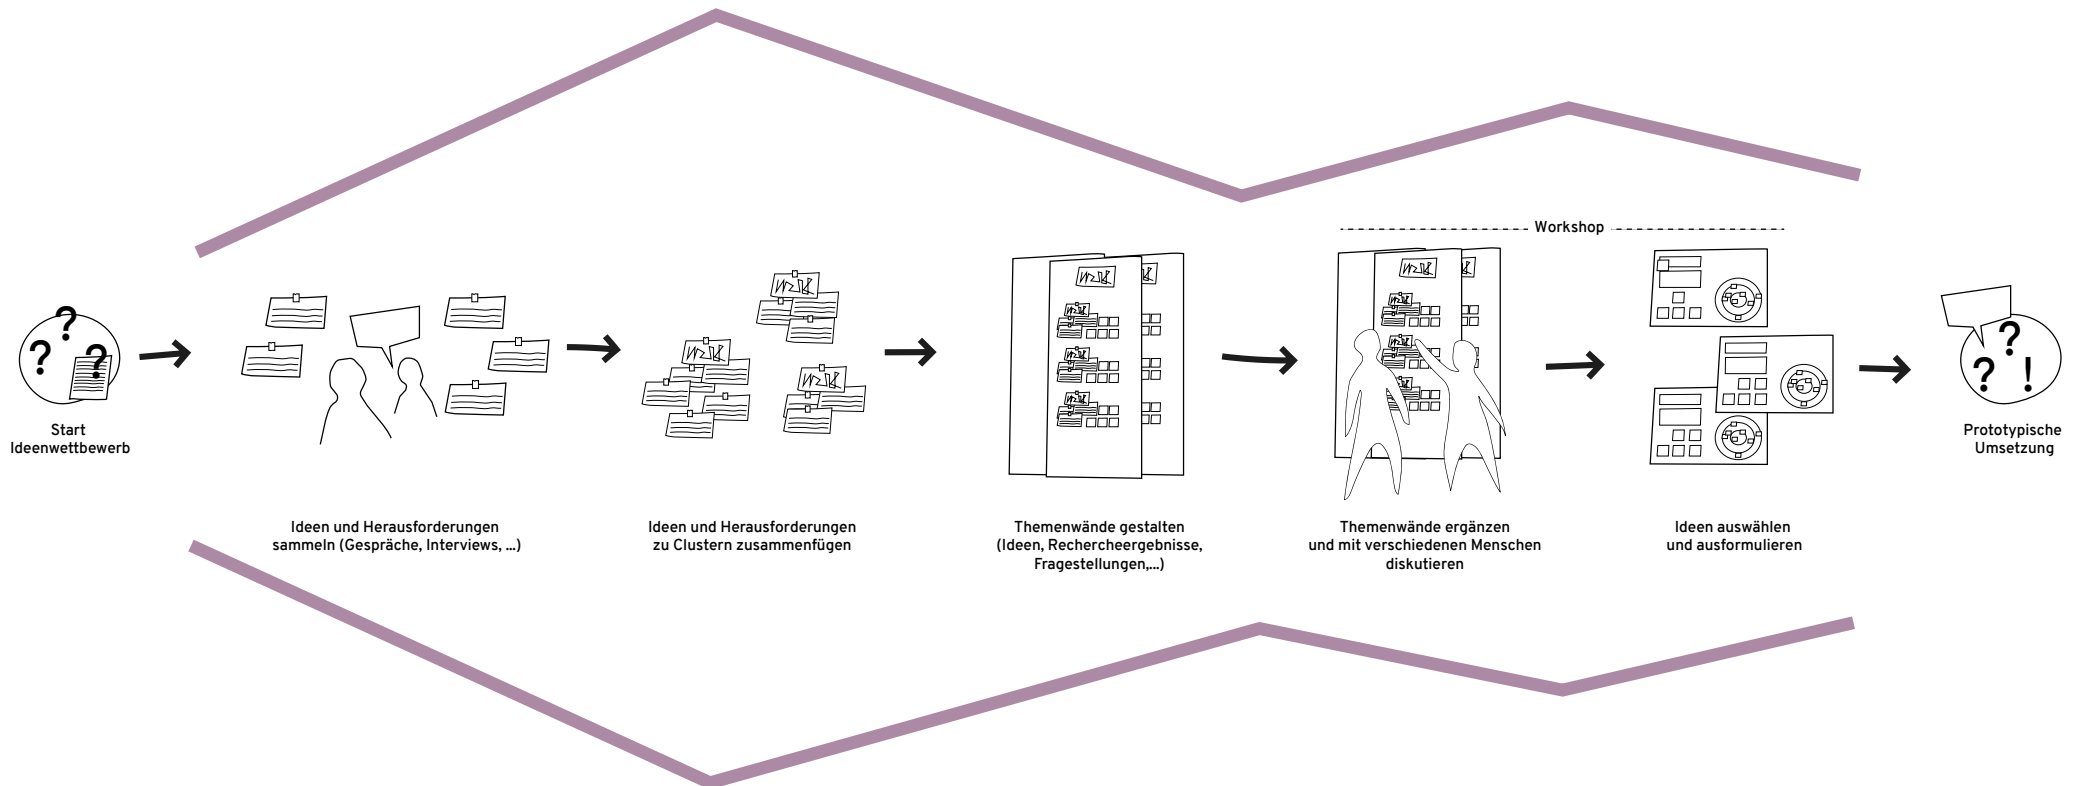 Workshop
?
?
?
Start
Ideenwettbewerb
Ideen und Herausforderungen
sammeln (Gespräche, Interviews, ...)
Ideen und Herausforderungen
zu Clustern zusammenfügen
Themenwände gestalten
(Ideen, Rechercheergebnisse,
Fragestellungen,...)
Themenwände ergänzen
und mit verschiedenen Menschen
diskutieren
Ideen auswählen
und ausformulieren
?
? !
Prototypische
Umsetzung